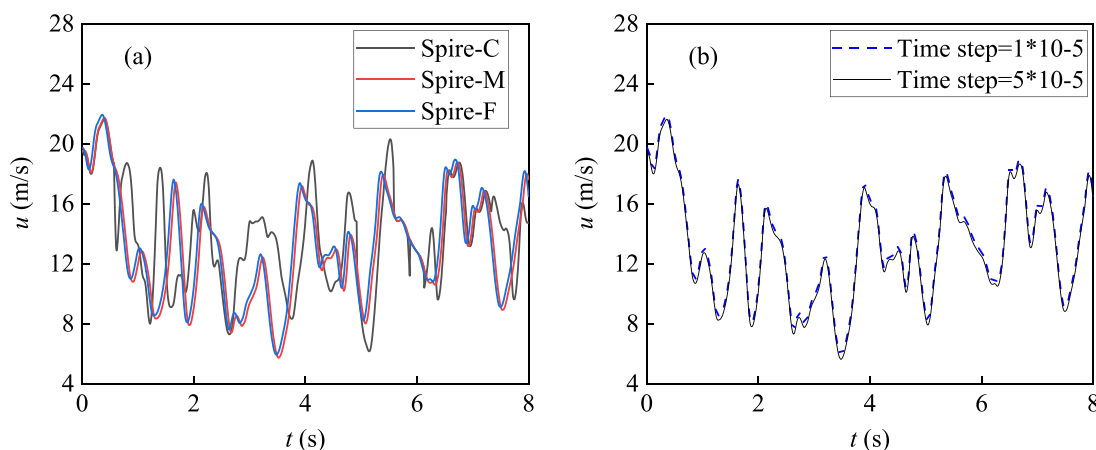 (a)
Spire-C
Spire-M
Spire-F
28
24
20
16
12
8
4
u (m/s)
0
2
4
6
8
t (s)
(b)
Time step=1*10-5
Time step=5*10-5
28
24
20
16
12
8
4
u (m/s)
0
2
4
6
8
t (s)